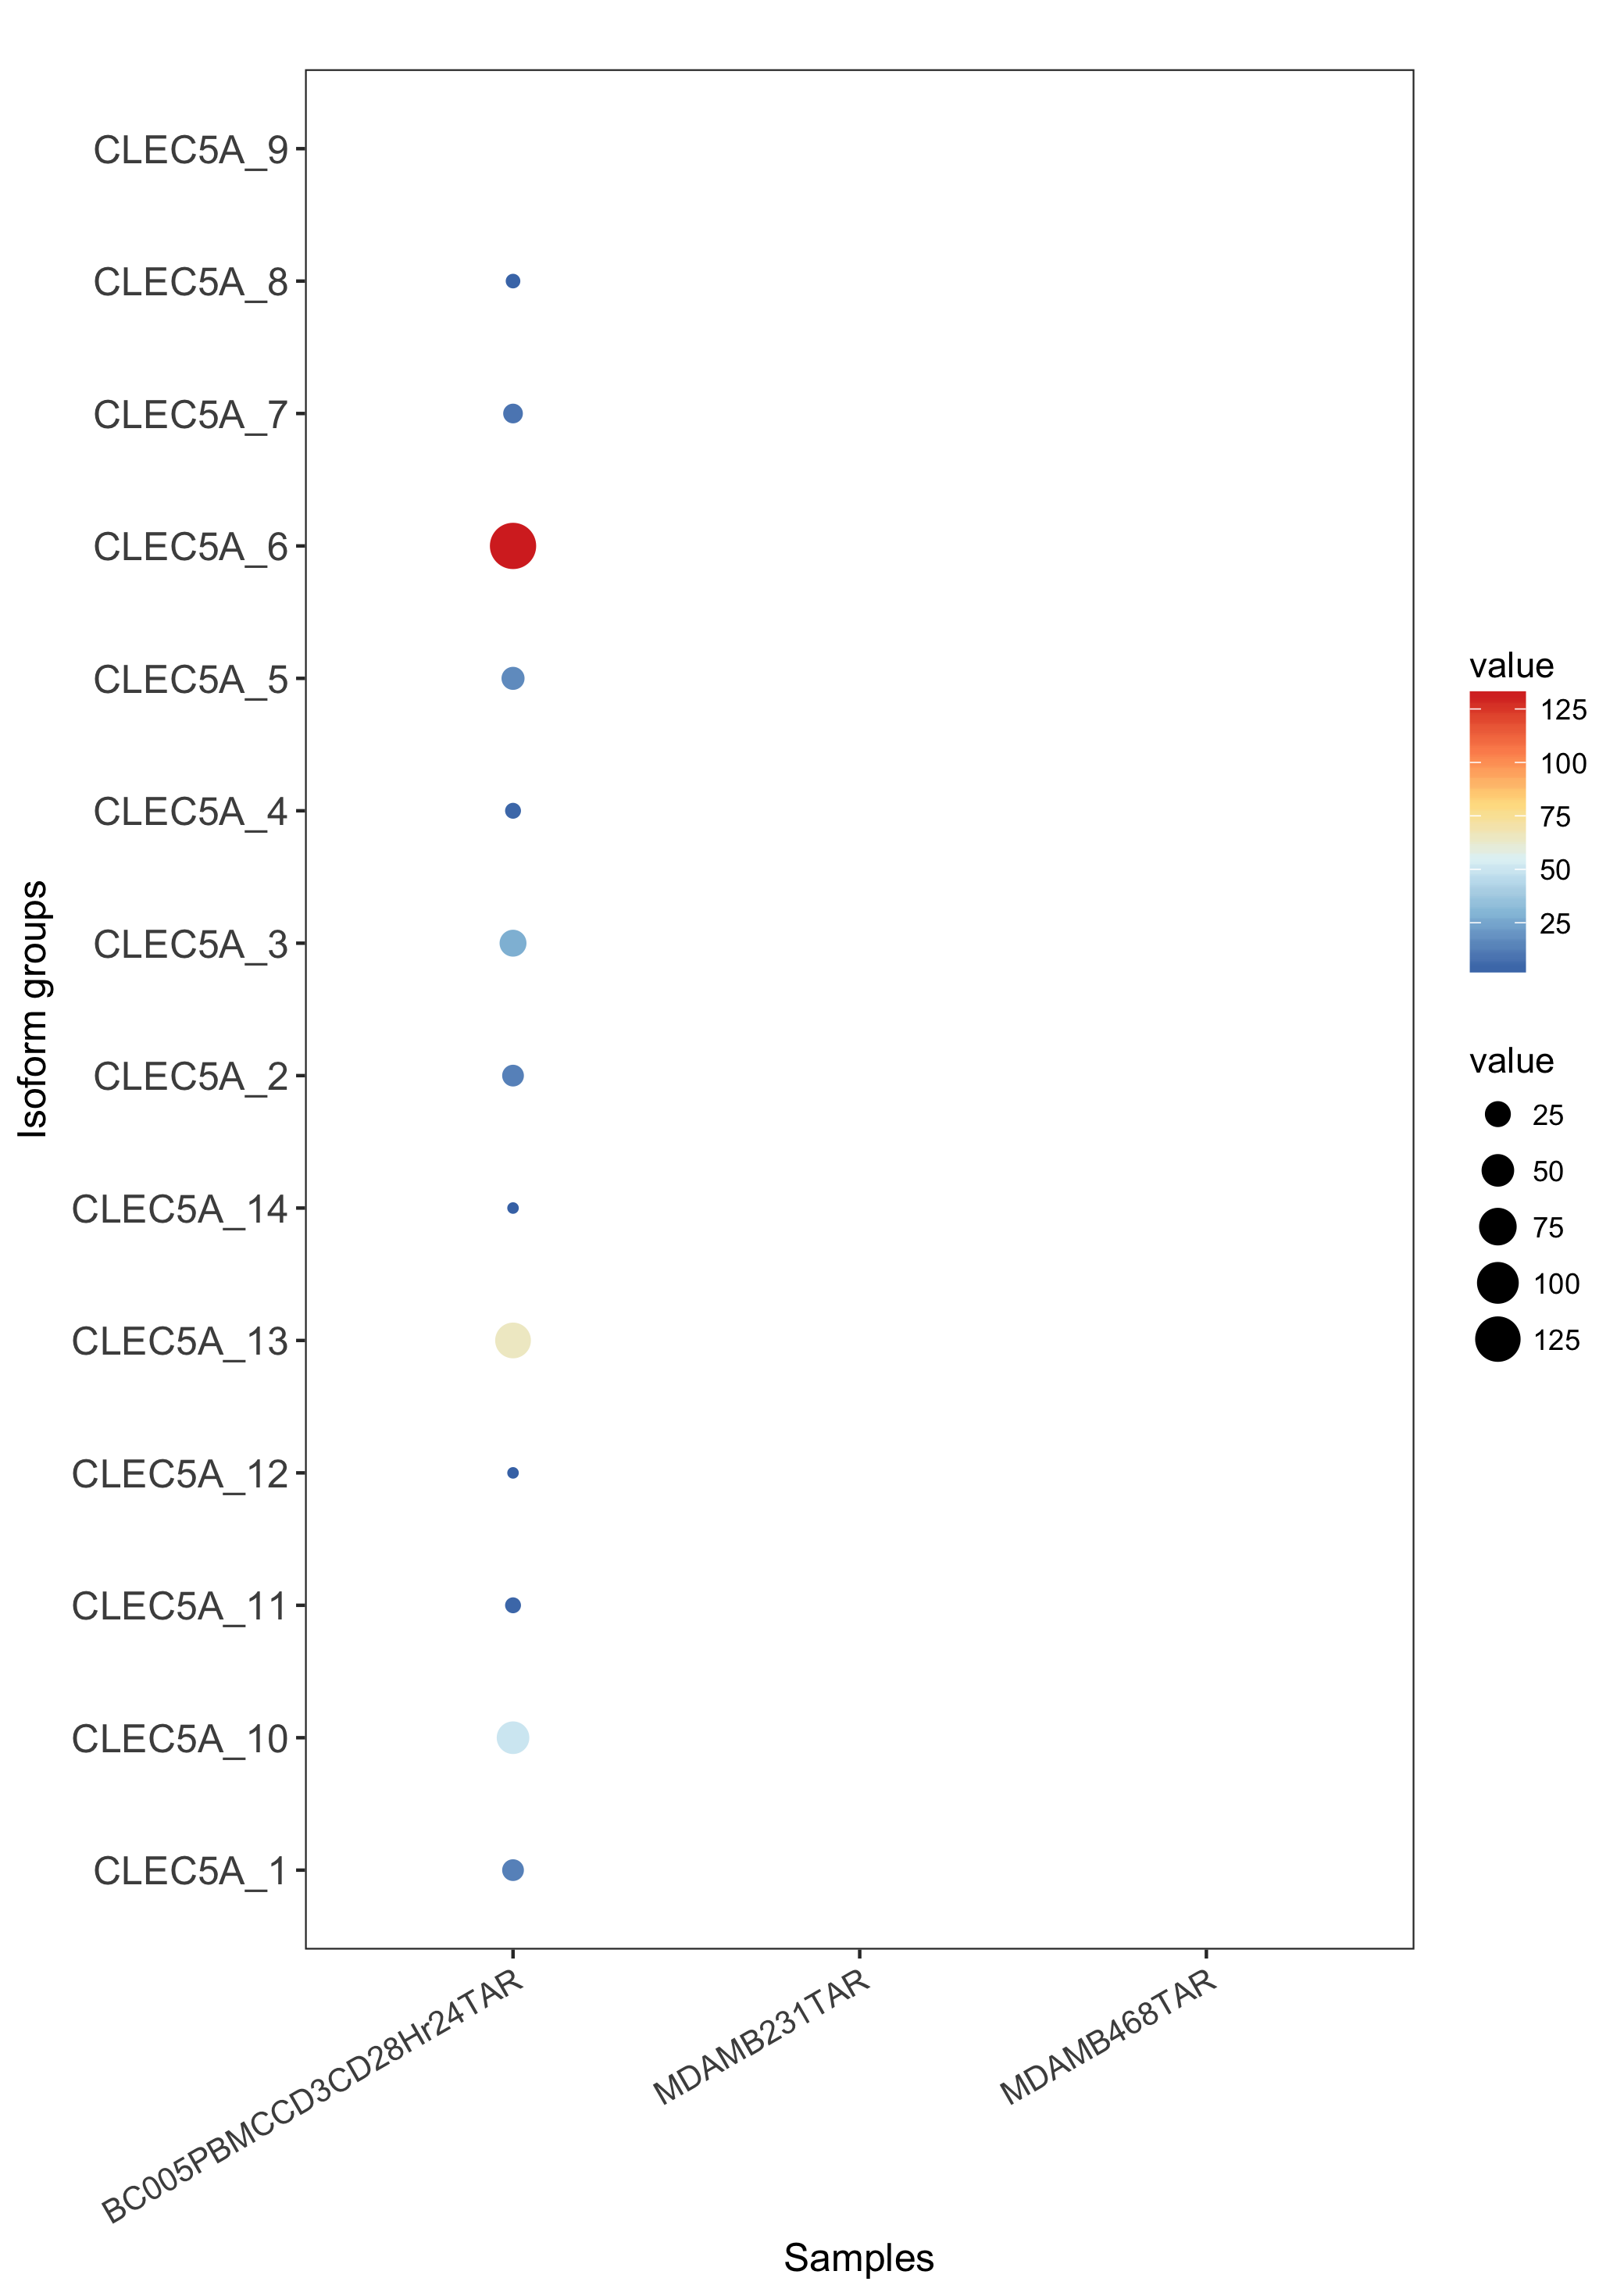 CLEC5A_9
CLEC5A_8
CLEC5A_7
CLEC5A_6
CLEC5A_5
CLEC5A_4
CLEC5A_3
CLEC5A_2
CLEC5A_14
CLEC5A_13
CLEC5A_12
CLEC5A_11
CLEC5A_10
CLEC5A_1
Isoform groups
BC005PBMCCD3CD28Hr24TAR
MDAMB231TAR
MDAMB468TAR
Samples
value
125
100
75
50
25
value
25
50
75
100
125